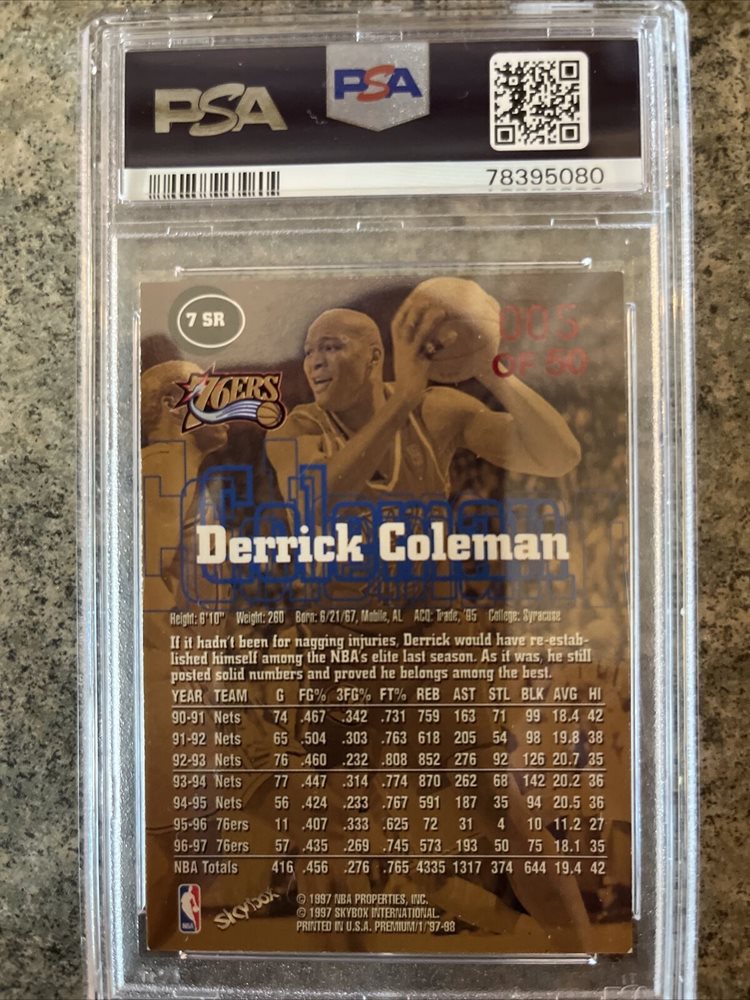 PSA PSA
78395080
7 SR
005
OF 50
76ERS
Coleman
Derrick Coleman
Height: 6'10" Weight: 260 Born: 6/21/67, Mobile, AL ACQ: Trade, '95 College: Syracuse
If it hadn't been for nagging injuries, Derrick would have re-estab-
lished himself among the NBA's elite last season. As it was, he still
posted solid numbers and proved he belongs among the best.
YEAR TEAM G FG% 3FG% FT% REB AST STL BLK AVG HI
90-91 Nets 74 .467 .342 .731 759 163 71 99 18.4 42
91-92 Nets 65 .504 .303 .763 618 205 54 98 19.8 38
92-93 Nets 76 .460 .232 .808 852 276 92 126 20.7 35
93-94 Nets 77 .447 .314 .774 870 262 68 142 20.2 36
94-95 Nets 56 .424 .233 .767 591 187 35 94 20.5 36
95-96 76ers 11 .407 .333 .625 72 31 4 10 11.2 27
96-97 76ers 57 .435 .269 .745 573 193 50 75 18.1 35
NBA Totals 416 .456 .276 .765 4335 1317 374 644 19.4 42
NBA
skybox
© 1997 NBA PROPERTIES, INC.
© 1997 SKYBOX INTERNATIONAL.
PRINTED IN U.S.A. PREMIUM/1/'97-98